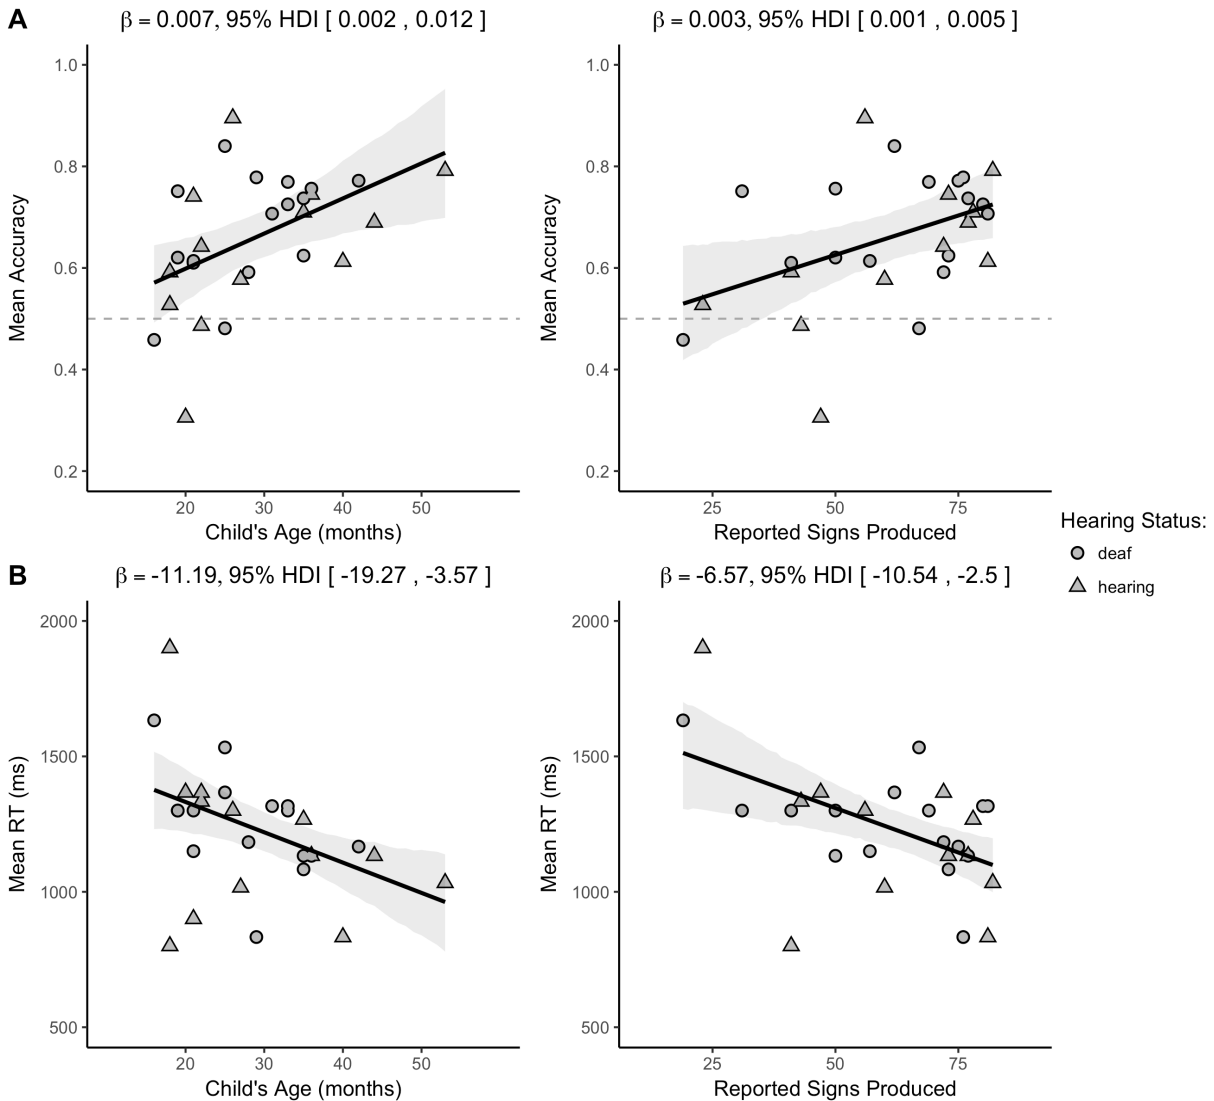 A
β = 0.007, 95% HDI [ 0.002 , 0.012 ]
β = 0.003, 95% HDI [ 0.001 , 0.005 ]
Mean Accuracy
1.0
0.8
0.6
0.4
0.2
20 30 40 50
Child's Age (months)
Mean Accuracy
1.0
0.8
0.6
0.4
0.2
25 50 75
Reported Signs Produced
Hearing Status:
deaf
hearing
B
β = -11.19, 95% HDI [ -19.27 , -3.57 ]
β = -6.57, 95% HDI [ -10.54 , -2.5 ]
Mean RT (ms)
2000
1500
1000
500
20 30 40 50
Child's Age (months)
Mean RT (ms)
2000
1500
1000
500
25 50 75
Reported Signs Produced